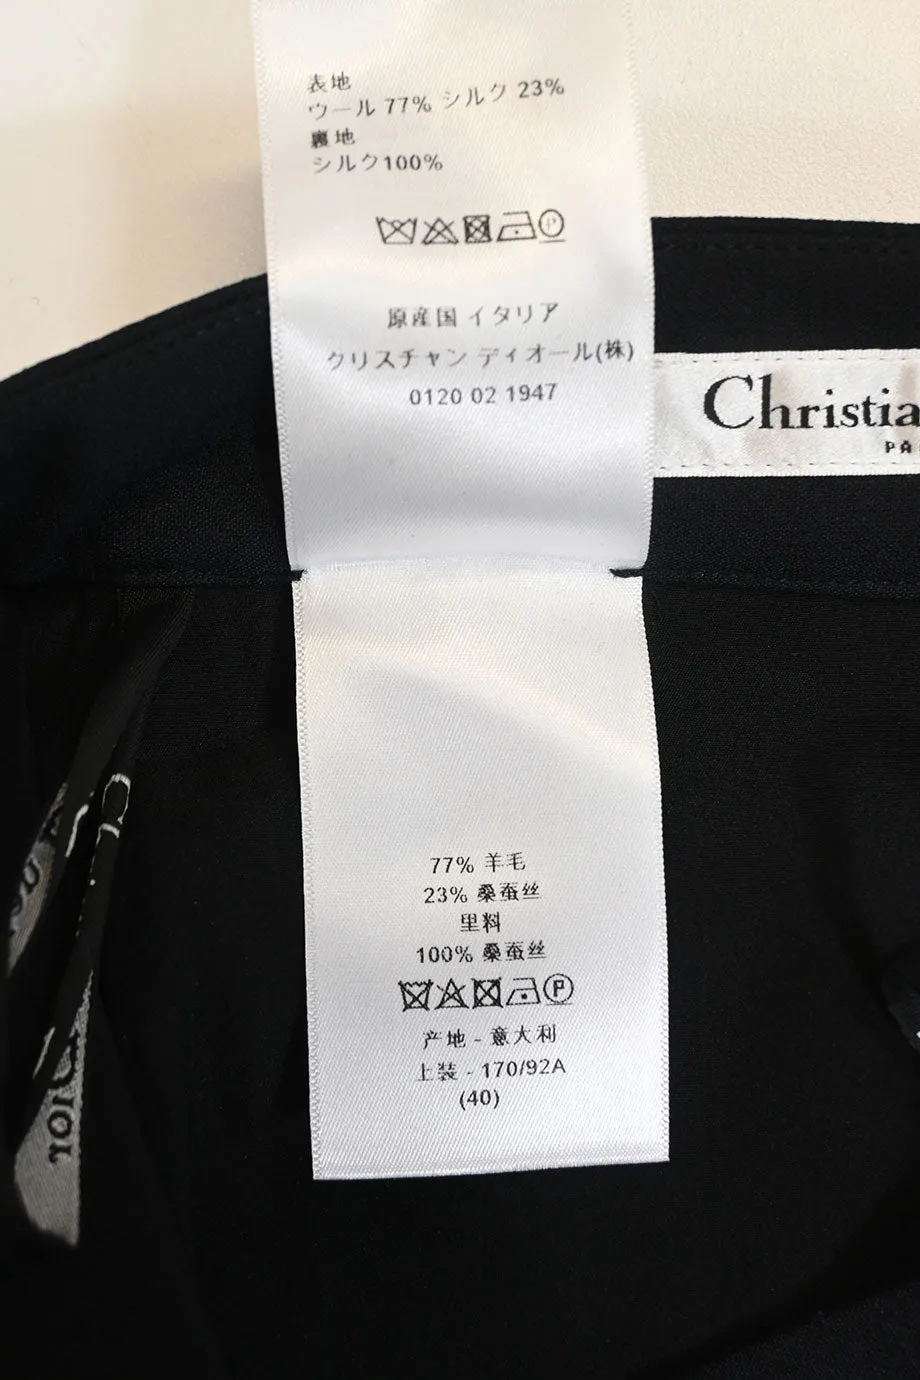 表地
ウール 77% シルク 23%
裏地
シルク100%
P
原産国 イタリア
クリスチャン ディオール(株)
0120 02 1947
Christia
PA
77% 羊毛
23% 桑蚕丝
里料
100% 桑蚕丝
P
产地 - 意大利
上装 - 170/92A
(40)